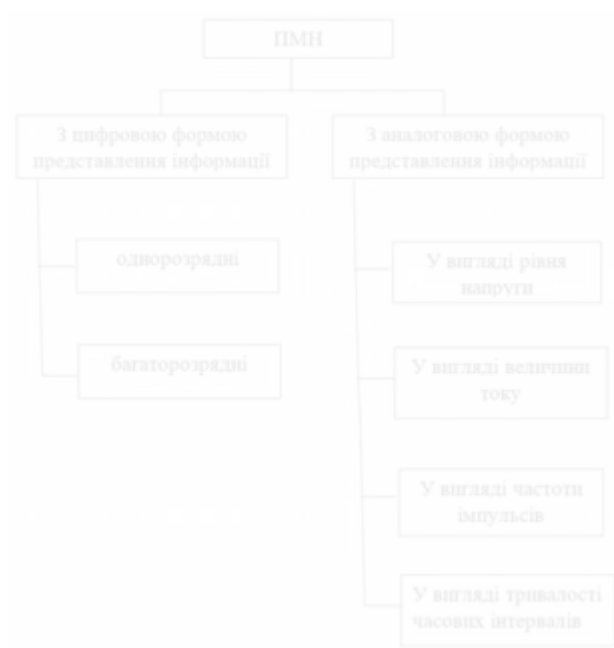 ПМН
З цифровою формою
представлення інформації
З аналоговою формою
представлення інформації
однорозрядні
багаторозрядні
У вигляді рівня
напруги
У вигляді величини
току
У вигляді частоти
імпульсів
У вигляді тривалості
часових інтервалів